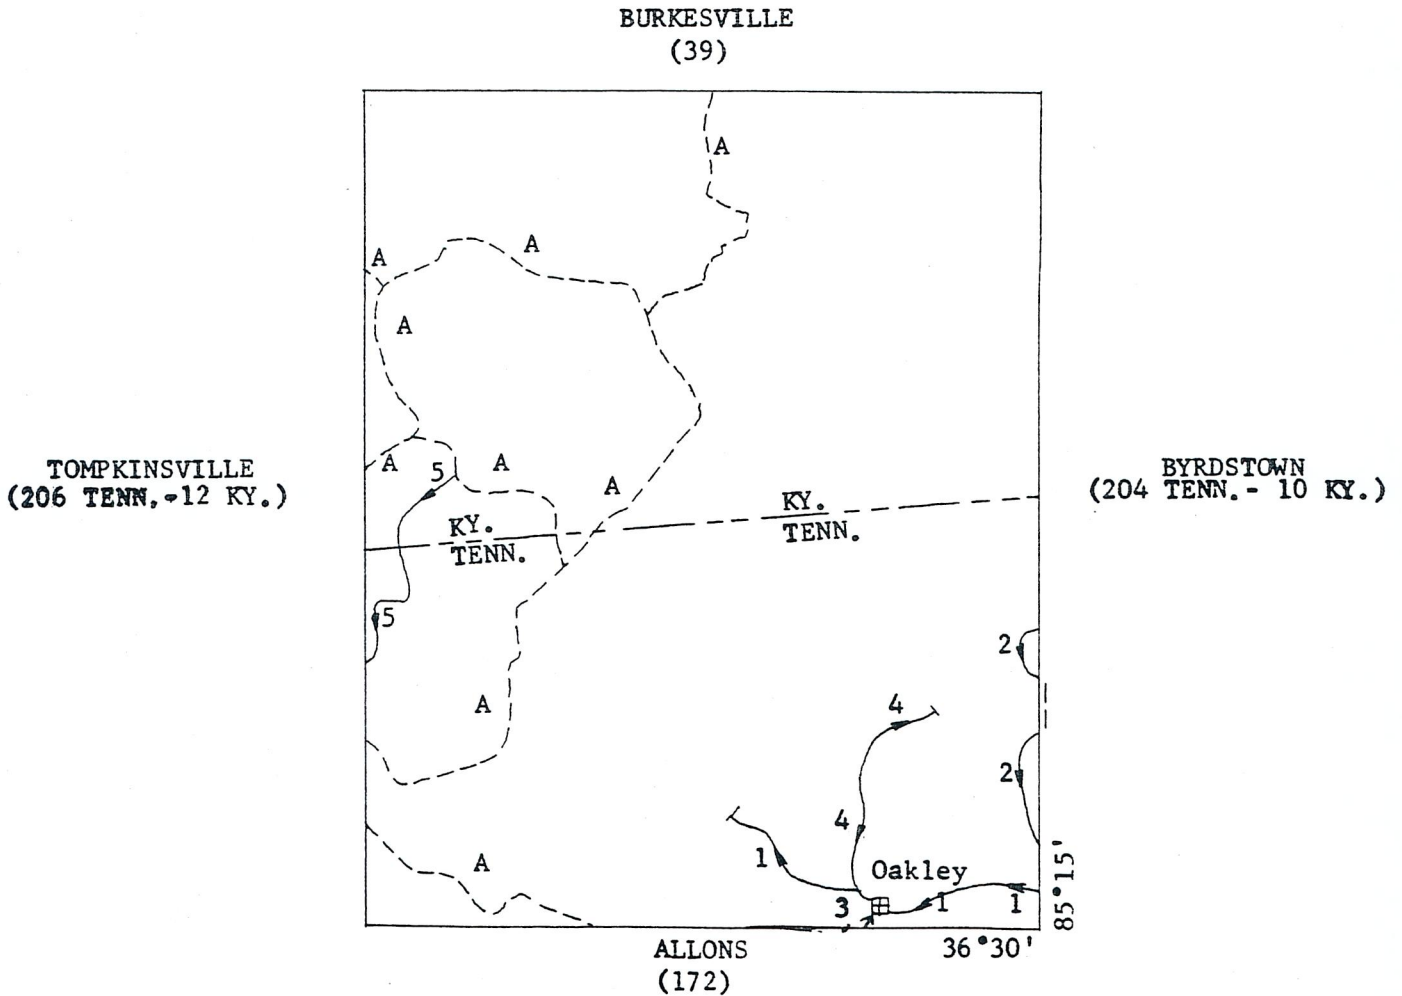 BURKESVILLE
(39)
A
A
A
A
TOMPKINSVILLE
(206 TENN.-12 KY.)
A
5
A
A
BYRDSTOWN
(204 TENN.- 10 KY.)
KY.
TENN.
KY.
TENN.
5
2
A
4
2
4
1
A
Oakley
3
1
1
85°15'
ALLONS
(172)
36°30'